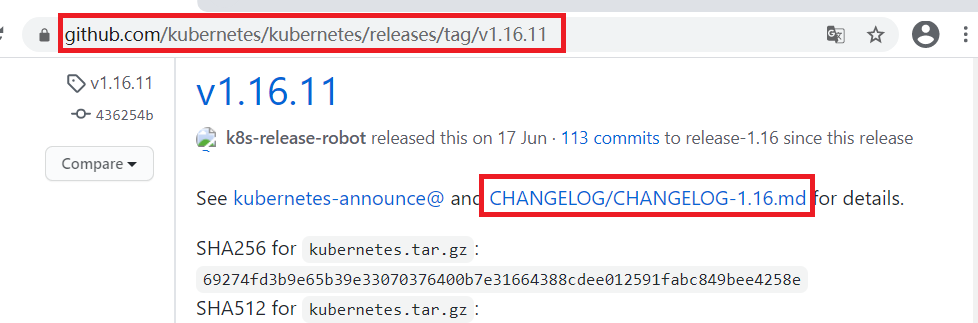 github.com/kubernetes/kubernetes/releases/tag/v1.16.11
v1.16.11
436254b
Compare
v1.16.11
k8s-release-robot released this on 17 Jun · 113 commits to release-1.16 since this release
See kubernetes-announce@ and CHANGELOG/CHANGELOG-1.16.md for details.
SHA256 for kubernetes.tar.gz:
69274fd3b9e65b39e33070376400b7e31664388cdee012591fabc849bee4258e
SHA512 for kubernetes.tar.gz: